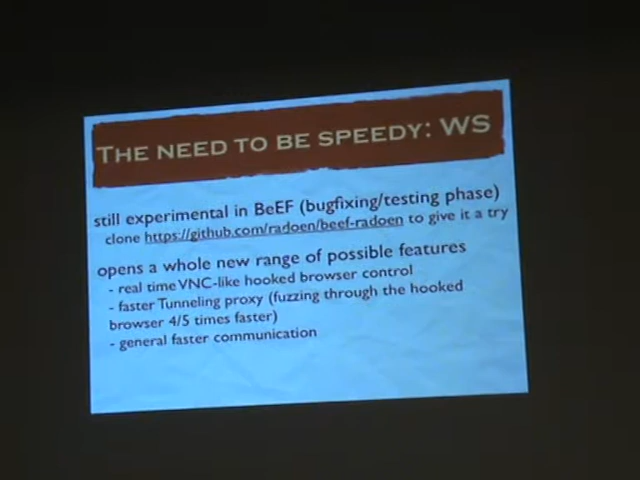 THE NEED TO BE SPEEDY: WS
still experimental in BeEF (bugfixing/testing phase)
clone https://github.com/radoen/beef-radoen to give it a try
opens a whole new range of possible features
- real time VNC-like hooked browser control
- faster Tunneling proxy (fuzzing through the hooked
browser 4/5 times faster)
- general faster communication